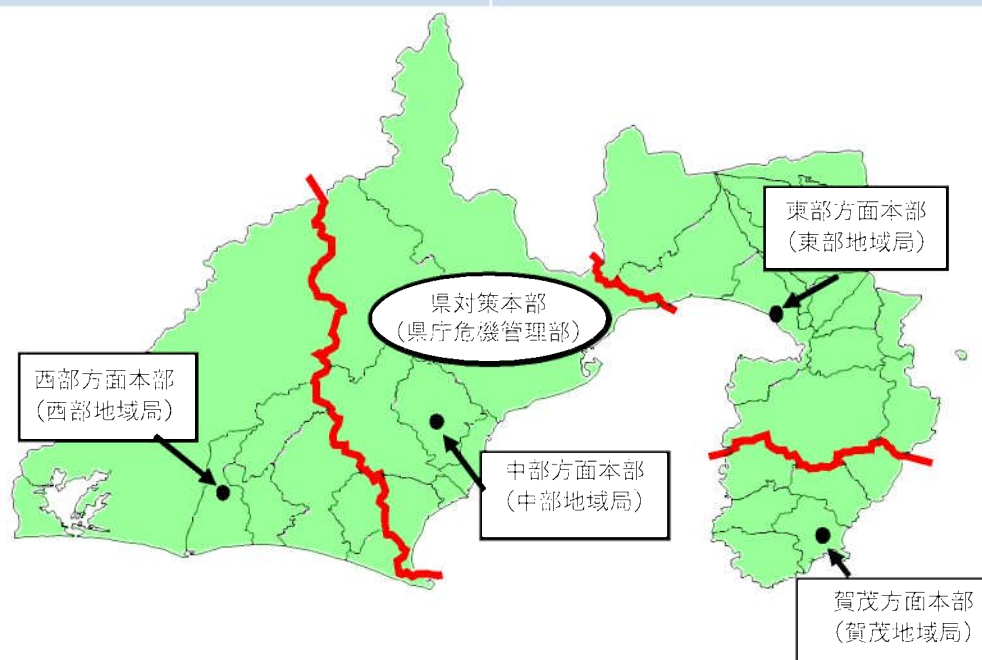 東部方面本部
（東部地域局）
県対策本部
（県庁危機管理部）
西部方面本部
（西部地域局）
中部方面本部
（中部地域局）
賀茂方面本部
（賀茂地域局）